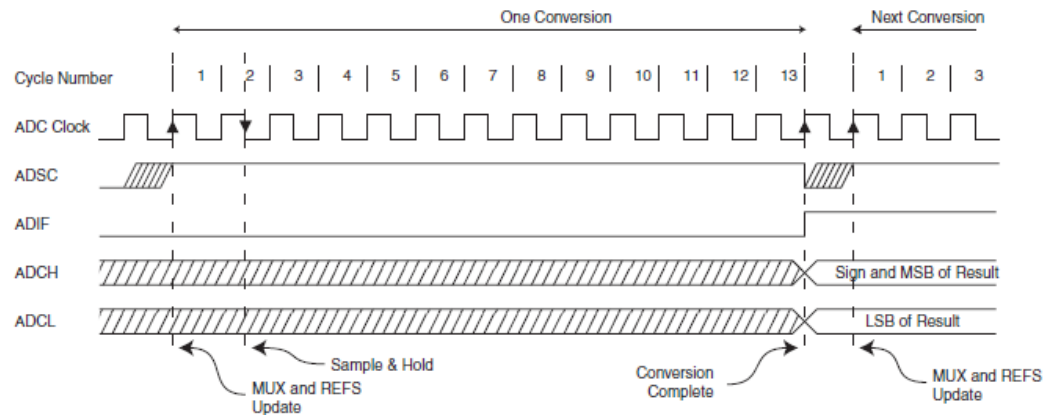 One Conversion
Next Conversion
Cycle Number 1 2 3 4 5 6 7 8 9 10 11 12 13 1 2 3
ADC Clock
ADSC
ADIF
ADCH Sign and MSB of Result
ADCL LSB of Result
Sample & Hold
MUX and REFS
Update
Conversion
Complete
MUX and REFS
Update